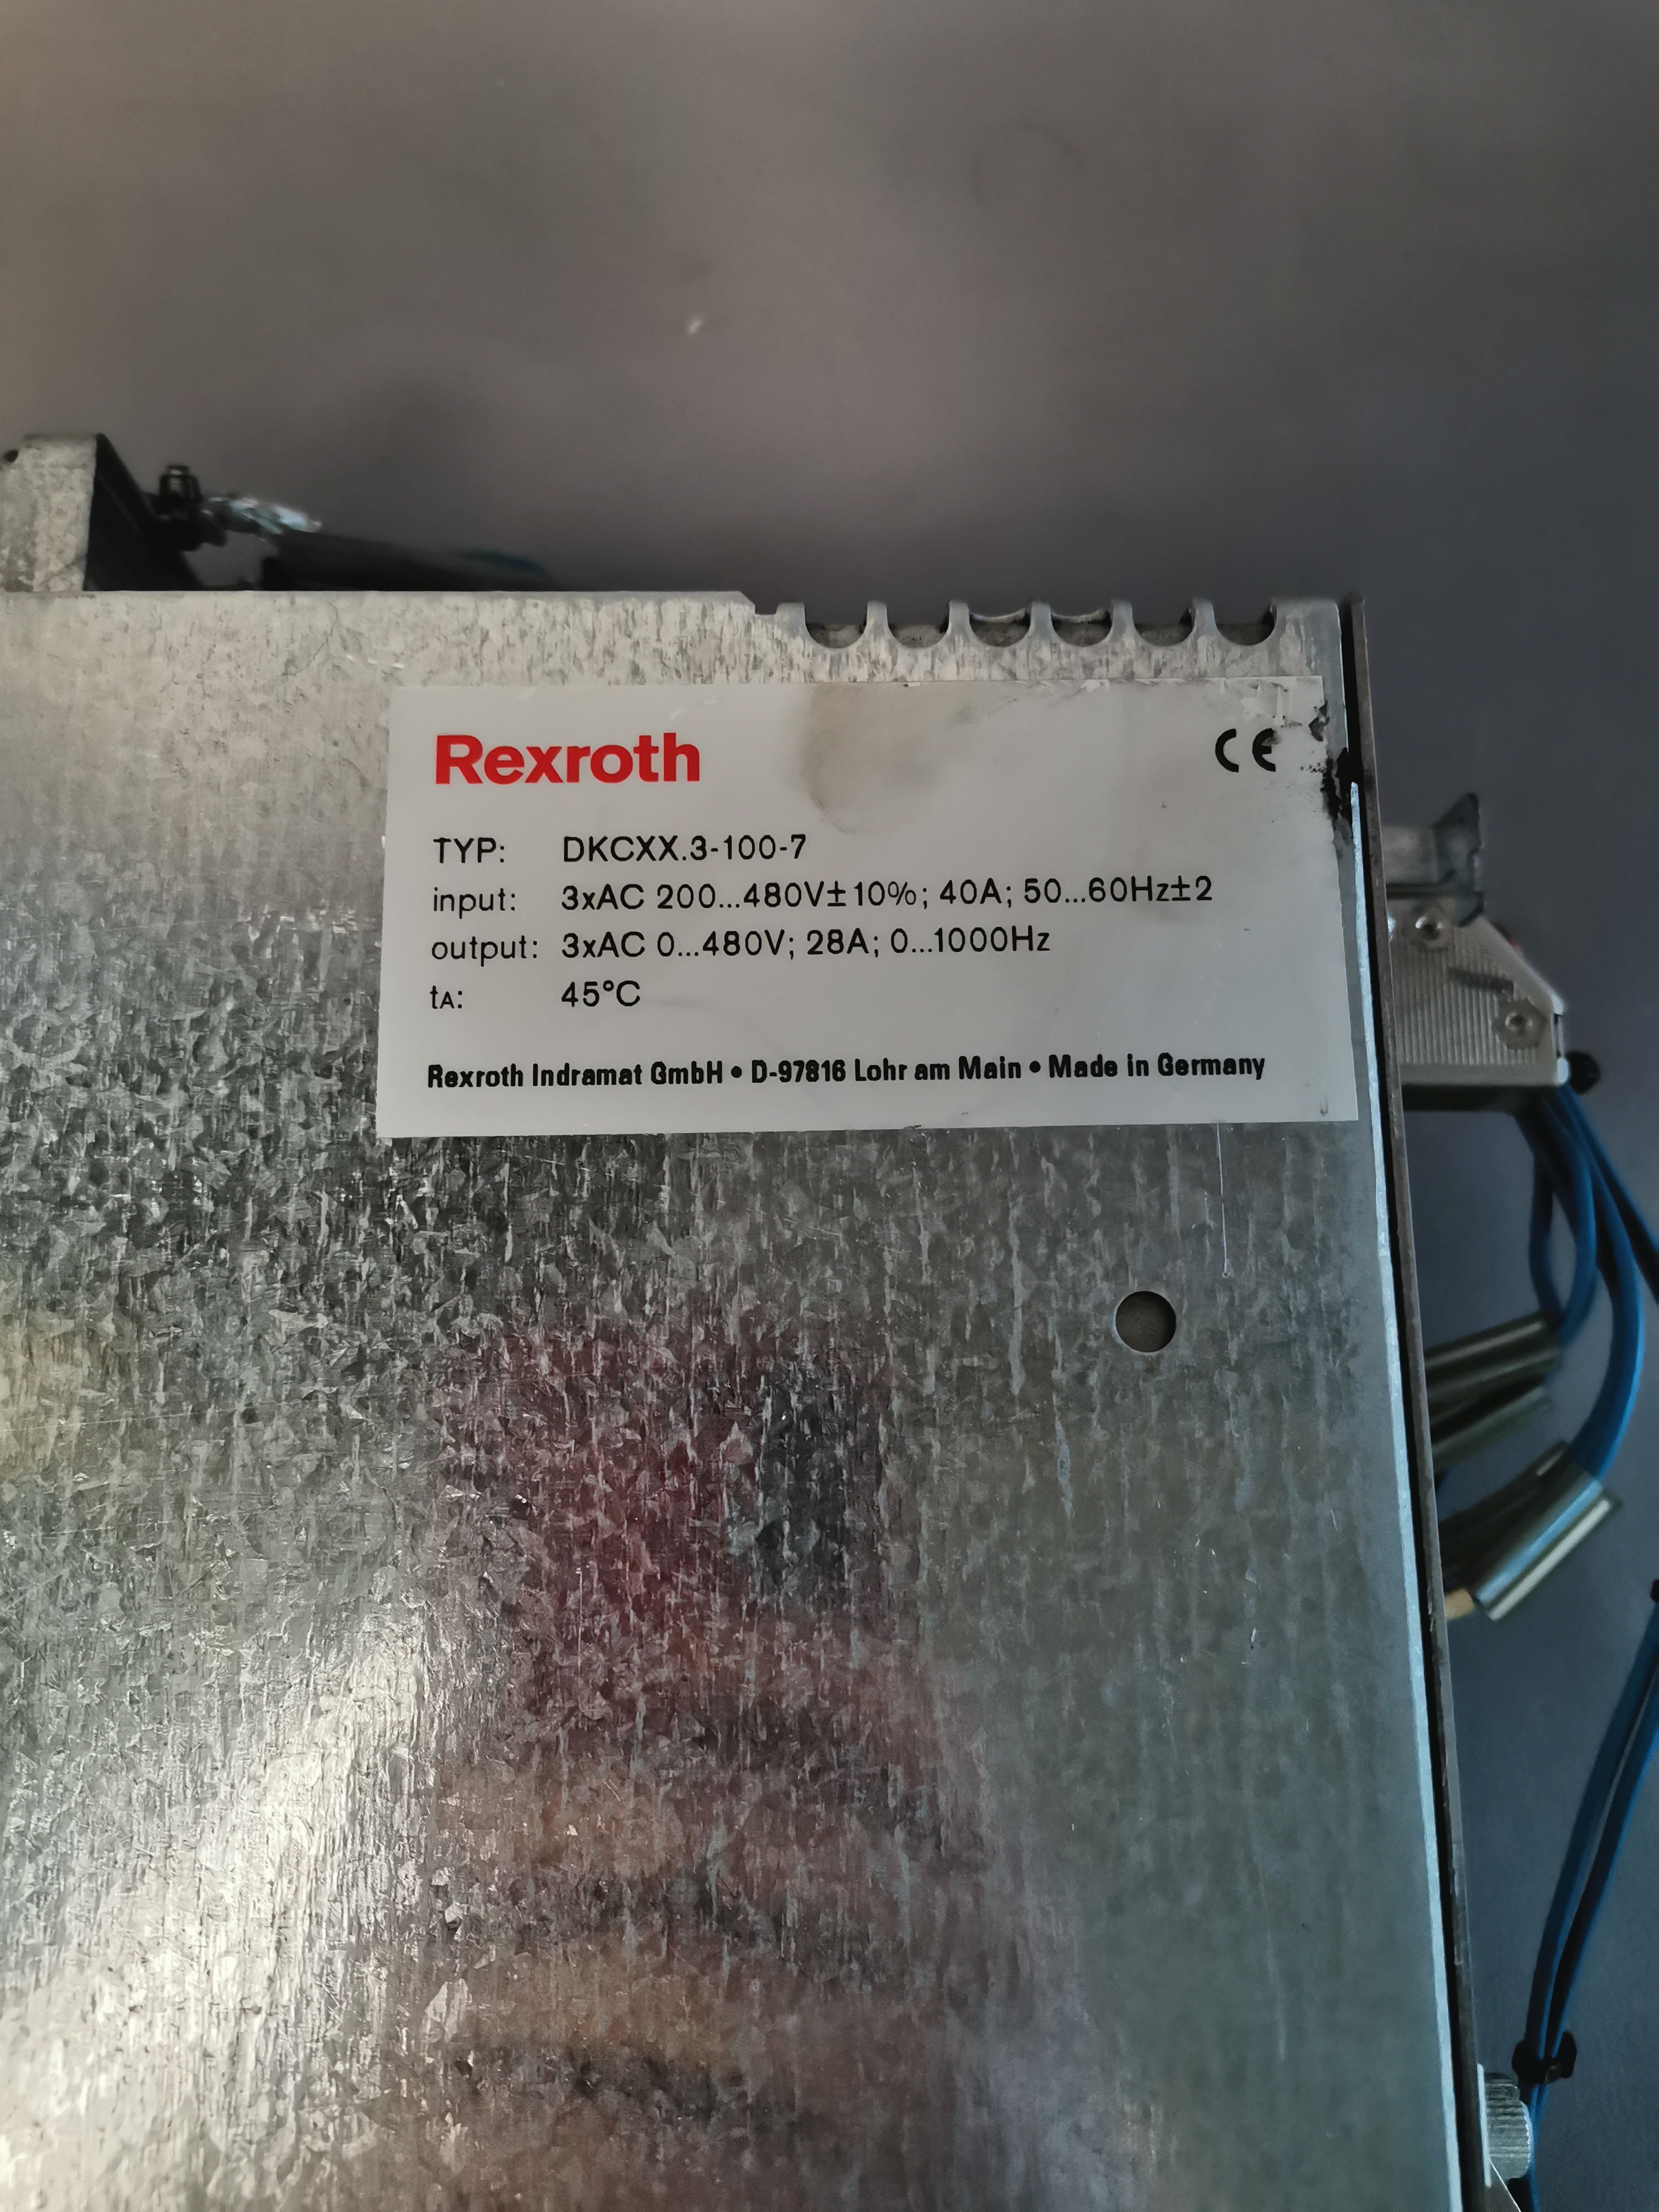 Rexroth
CE
TYP: DKCXX.3-100-7
input: 3xAC 200...480V±10%; 40A; 50...60Hz±2
output: 3xAC 0...480V; 28A; 0...1000Hz
tA: 45°C
Rexroth Indramat GmbH • D-97816 Lohr am Main • Made in Germany